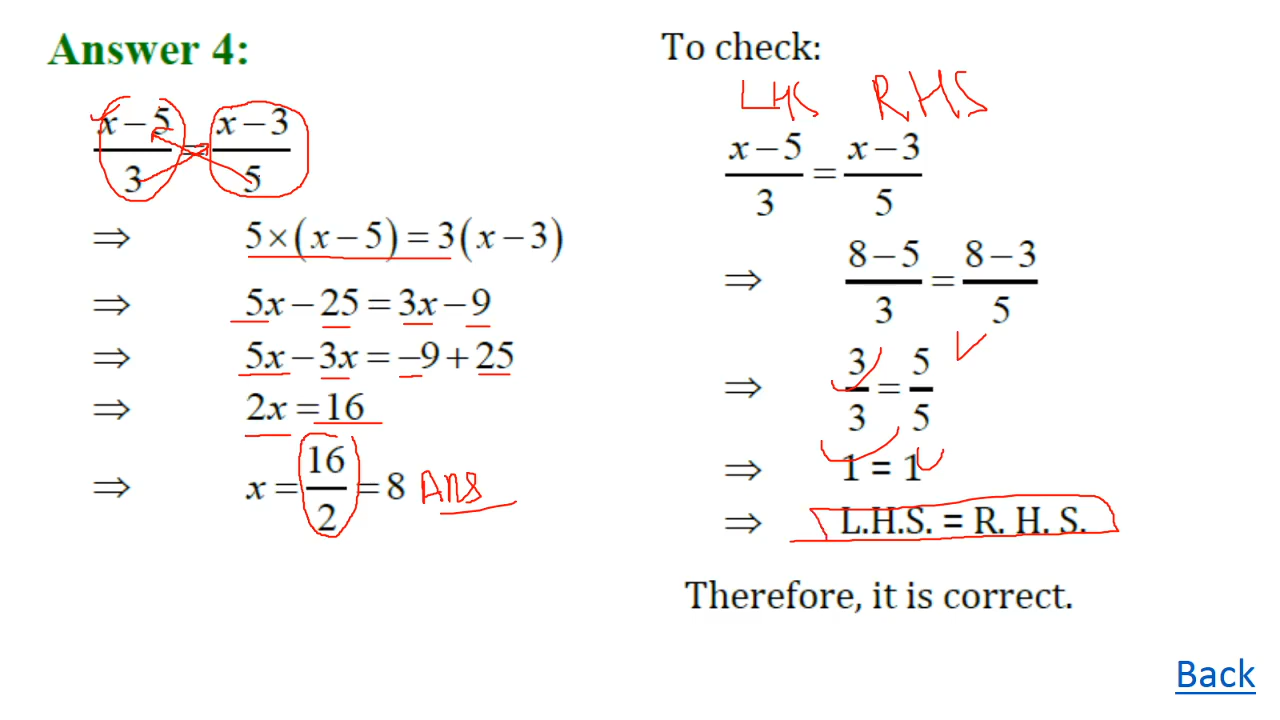 Answer 4:
x − 5 / 3 = x − 3 / 5
⇒ 5 × (x − 5) = 3(x − 3)
⇒ 5x − 25 = 3x − 9
⇒ 5x − 3x = −9 + 25
⇒ 2x = 16
⇒ x = 16 / 2 = 8 Ans
To check:
LHS RHS
x − 5 / 3 = x − 3 / 5
⇒ 8 − 5 / 3 = 8 − 3 / 5
⇒ 3 / 3 = 5 / 5
⇒ 1 = 1
⇒ L.H.S. = R. H. S.
Therefore, it is correct.
Back